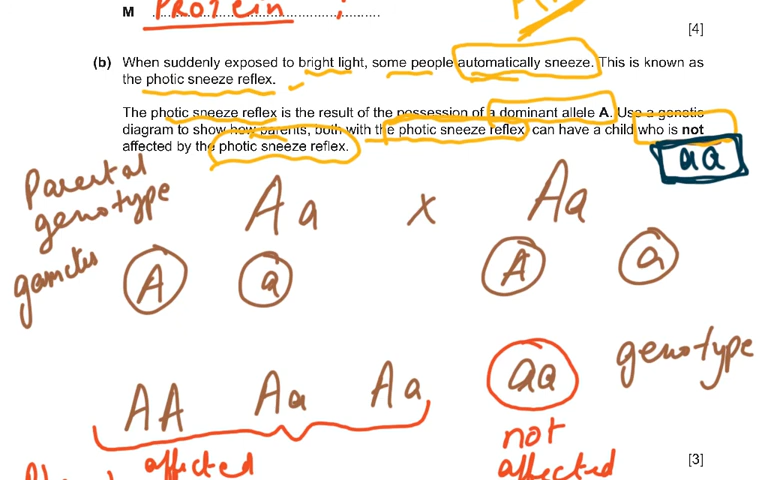 M PROTEIN ;
[4]
(b) When suddenly exposed to bright light, some people automatically sneeze. This is known as
the photic sneeze reflex.
The photic sneeze reflex is the result of the possession of a dominant allele A. Use a genetic
diagram to show how parents, both with the photic sneeze reflex, can have a child who is not
affected by the photic sneeze reflex.
aa
Parental
genotype
Aa x Aa
gametes
A a A a
AA Aa Aa aa genotype
affected
not
affected
[3]